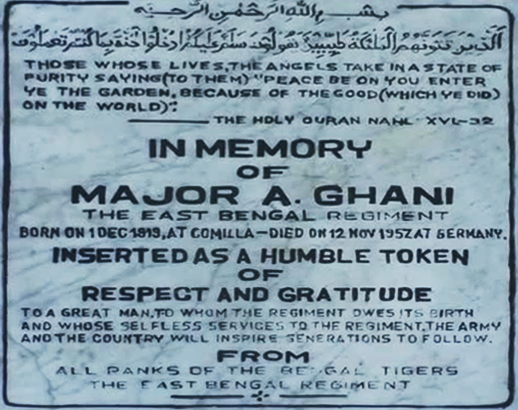 بسم الله الرحمن الرحيم
الذين تتوفهم الملئكة طيبين يقولون سلم عليكم ادخلوا الجنة بما كنتم تعملون
THOSE WHOSE LIVES, THE ANGELS TAKE IN A STATE OF
PURITY SAYING (TO THEM) "PEACE BE ON YOU ENTER
YE THE GARDEN, BECAUSE OF THE GOOD (WHICH YE DID)
ON THE WORLD)".
THE HOLY QURAN NAHL - XVI-32
IN MEMORY
OF
MAJOR A. GHANI
THE EAST BENGAL REGIMENT
BORN ON 1 DEC 1919, AT COMILLA - DIED ON 12 NOV 1957 AT GERMANY.
INSERTED AS A HUMBLE TOKEN
OF
RESPECT AND GRATITUDE
TO A GREAT MAN, TO WHOM THE REGIMENT OWES ITS BIRTH
AND WHOSE SELFLESS SERVICES TO THE REGIMENT, THE ARMY
AND THE COUNTRY WILL INSPIRE GENERATIONS TO FOLLOW.
FROM
ALL RANKS OF THE BENGAL TIGERS
THE EAST BENGAL REGIMENT